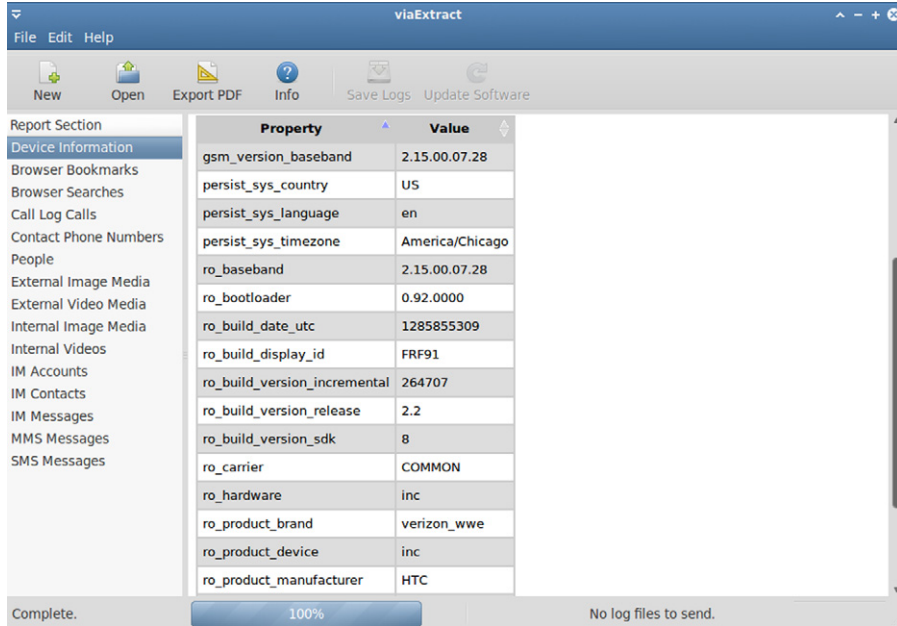 viaExtract
File Edit Help
New Open Export PDF Info Save Logs Update Software
Report Section
Device Information
Browser Bookmarks
Browser Searches
Call Log Calls
Contact Phone Numbers
People
External Image Media
External Video Media
Internal Image Media
Internal Videos
IM Accounts
IM Contacts
IM Messages
MMS Messages
SMS Messages
Property Value
gsm_version_baseband 2.15.00.07.28
persist_sys_country US
persist_sys_language en
persist_sys_timezone America/Chicago
ro_baseband 2.15.00.07.28
ro_bootloader 0.92.0000
ro_build_date_utc 1285855309
ro_build_display_id FRF91
ro_build_version_incremental 264707
ro_build_version_release 2.2
ro_build_version_sdk 8
ro_carrier COMMON
ro_hardware inc
ro_product_brand verizon_wwe
ro_product_device inc
ro_product_manufacturer HTC
Complete. 100% No log files to send.